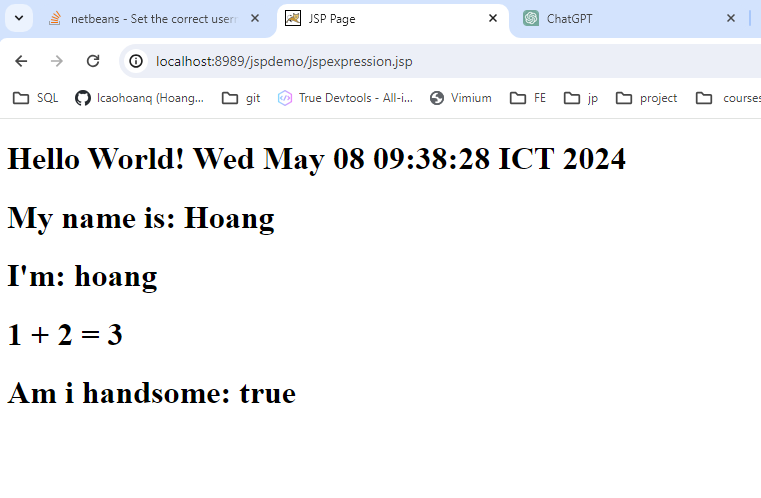 netbeans - Set the correct usern
JSP Page
ChatGPT
localhost:8989/jspdemo/jspexpression.jsp
SQL
lcaohoanq (Hoang...
git
True Devtools - All-i...
Vimium
FE
jp
project
courses
Hello World! Wed May 08 09:38:28 ICT 2024
My name is: Hoang
I'm: hoang
1 + 2 = 3
Am i handsome: true